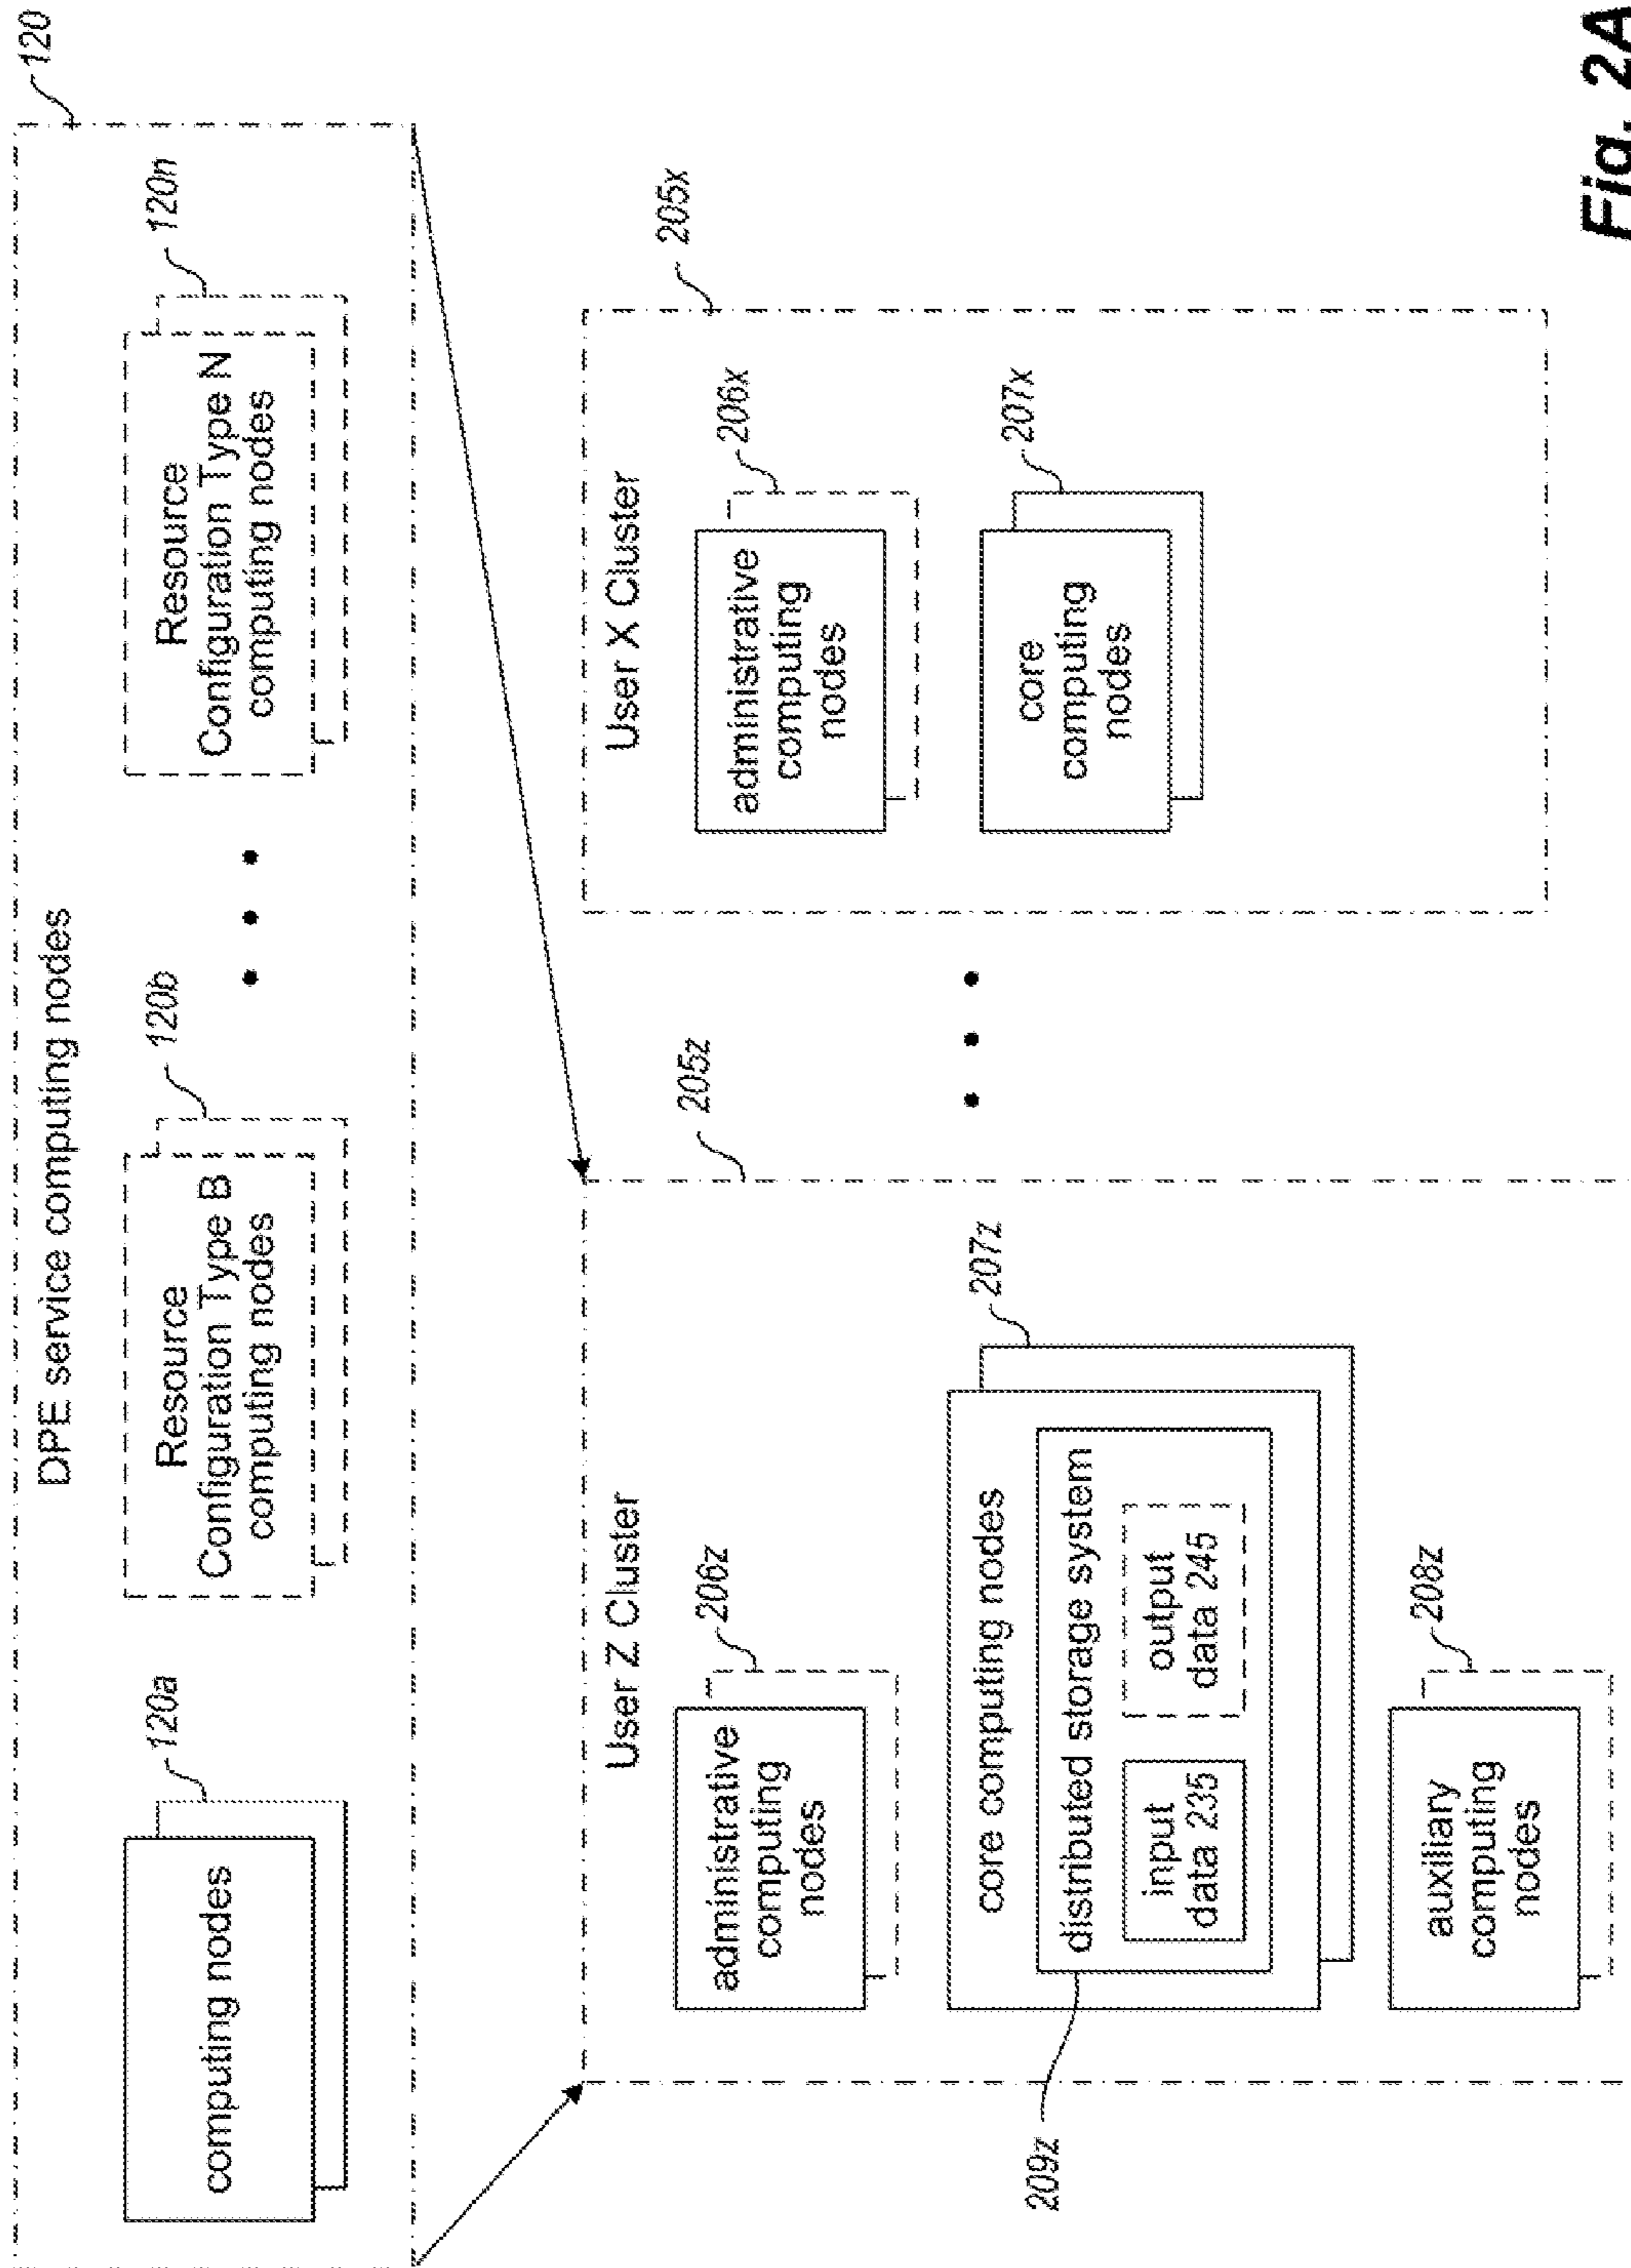 120
DPE service computing nodes
120a
120b
120n
computing nodes
Resource
Configuration Type B
computing nodes
Resource
Configuration Type N
computing nodes
205z
205x
User Z Cluster
User X Cluster
206z
administrative
computing
nodes
206x
administrative
computing
nodes
207z
core computing nodes
209z
distributed storage system
input
data 235
output
data 245
207x
core
computing
nodes
208z
auxiliary
computing
nodes
Fig. 2A